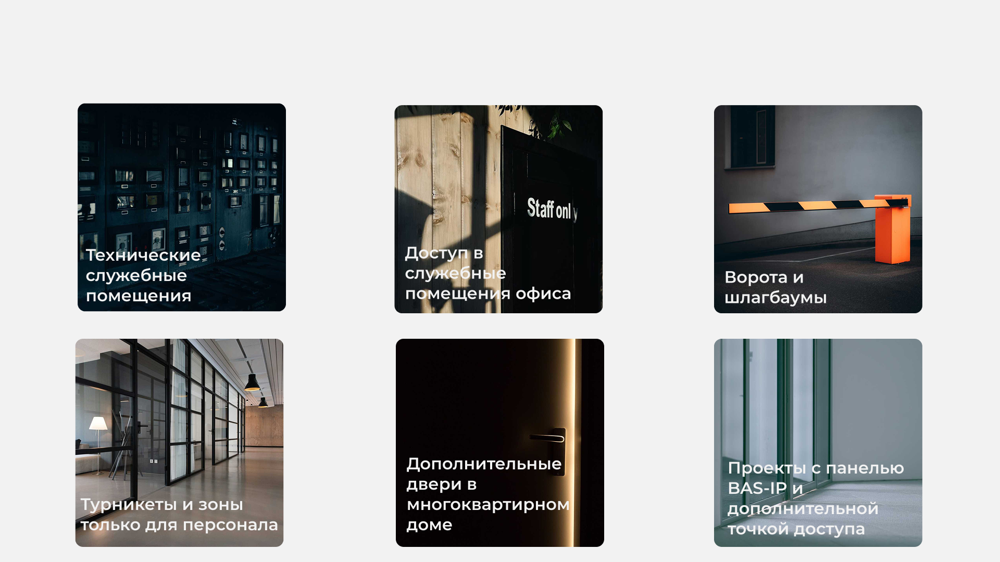 Технические
служебные
помещения
Staff only
Доступ в
служебные
помещения офиса
Ворота и
шлагбаумы
Турникеты и зоны
только для персонала
Дополнительные
двери в
многоквартирном
доме
Проекты с панелью
BAS-IP и
дополнительной
точкой доступа